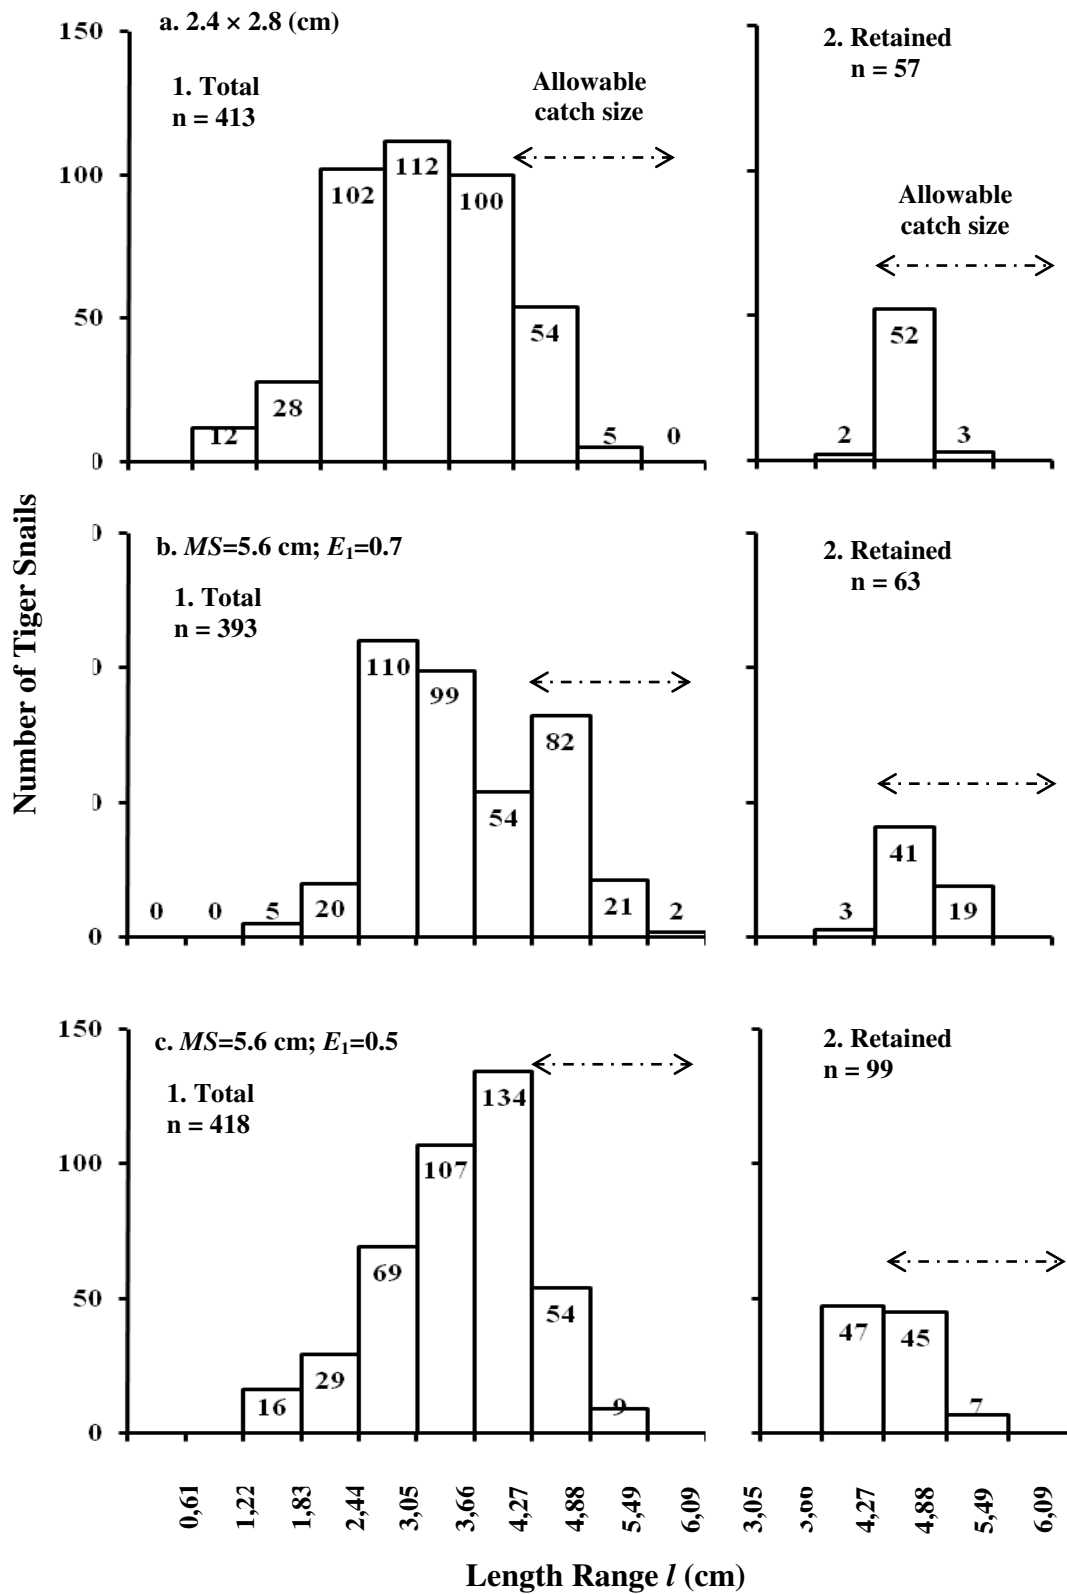 a. 2.4 × 2.8 (cm)
1. Total
n = 413
Allowable
catch size
150
100
50
0
12
28
102
112
100
54
5
0
2. Retained
n = 57
Allowable
catch size
2
52
3
Number of Tiger Snails
b. MS=5.6 cm; E1=0.7
1. Total
n = 393
0
0
0
0
0
0
5
20
110
99
54
82
21
2
2. Retained
n = 63
3
41
19
c. MS=5.6 cm; E1=0.5
1. Total
n = 418
150
100
50
0
16
29
69
107
134
54
9
2. Retained
n = 99
47
45
7
0,61
1,22
1,83
2,44
3,05
3,66
4,27
4,88
5,49
6,09
3,05
4,27
4,88
5,49
6,09
Length Range l (cm)